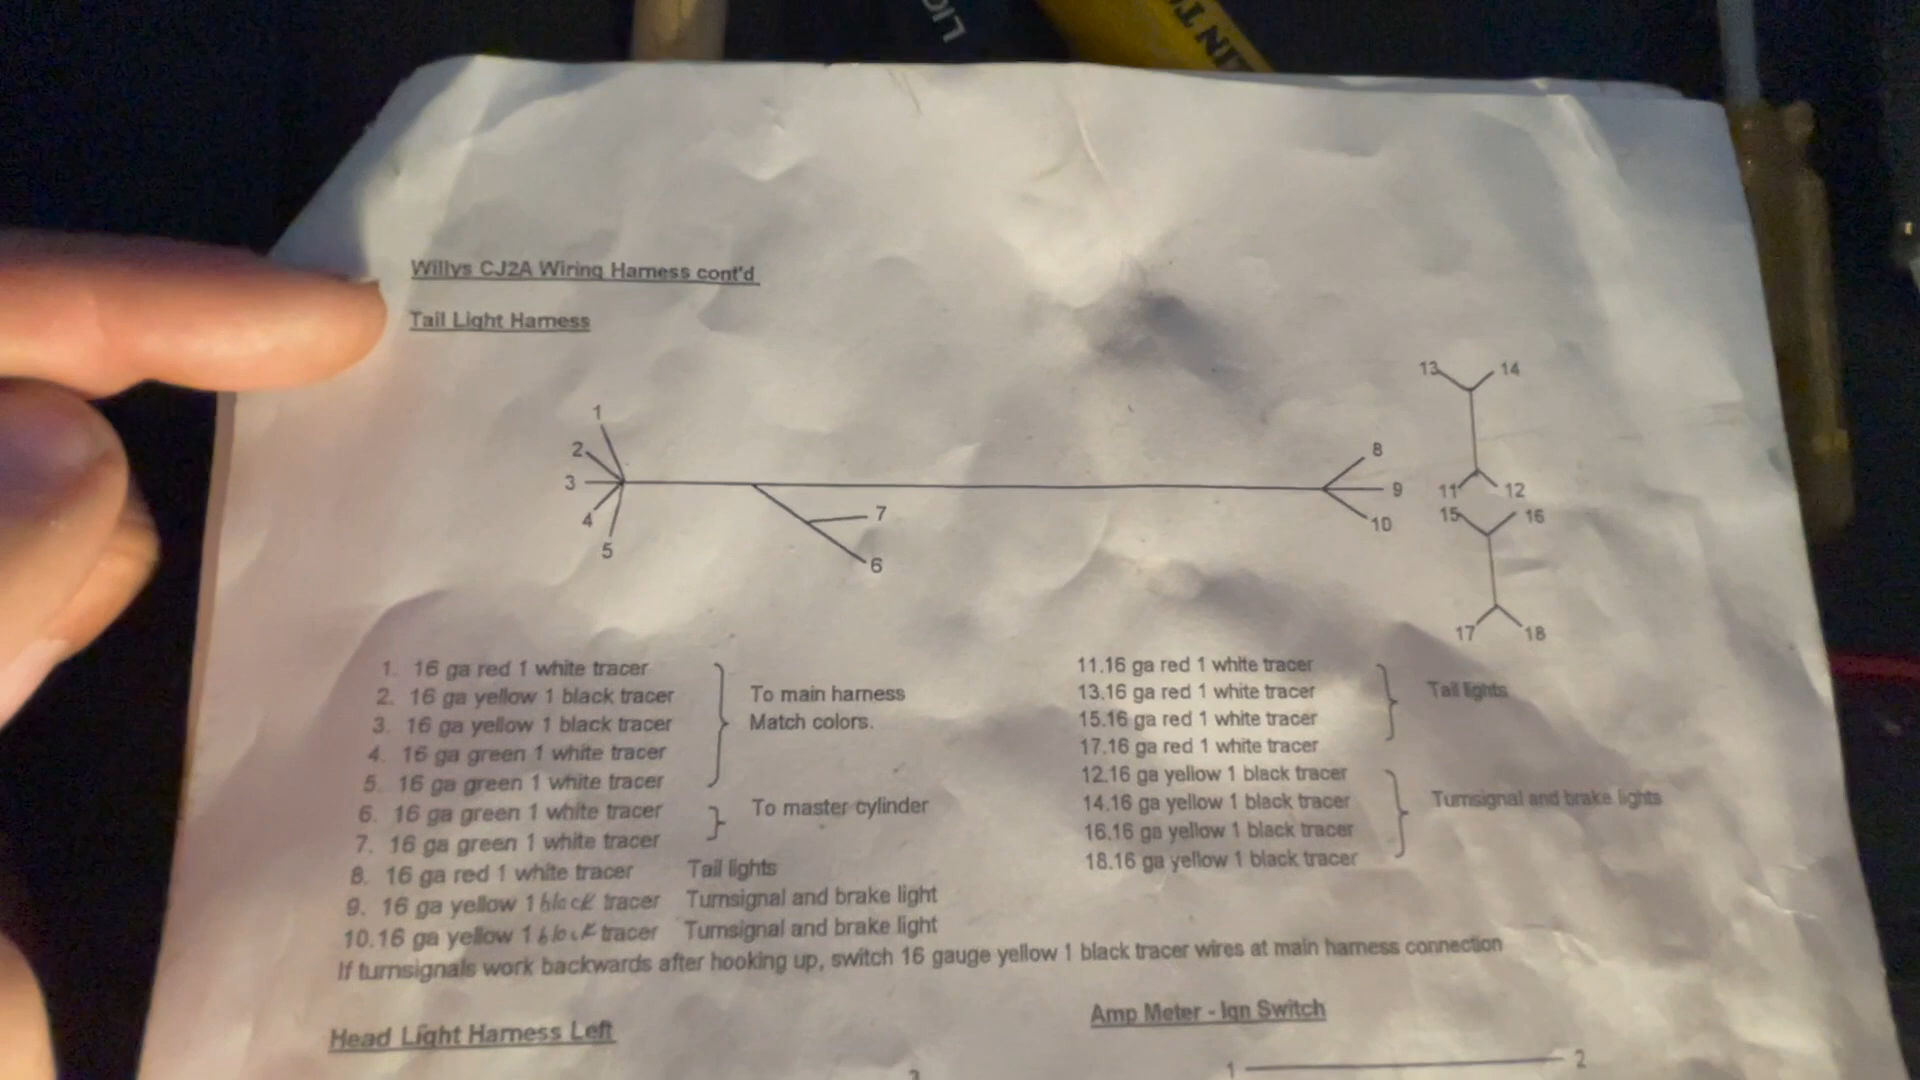 LIN T
Willys CJ2A Wiring Harness cont'd
Tail Light Harness
13 14
1
2 8
3 9 11 12
4 7 10 15 16
5 6
17 18
1. 16 ga red 1 white tracer
2. 16 ga yellow 1 black tracer
3. 16 ga yellow 1 black tracer
4. 16 ga green 1 white tracer
5. 16 ga green 1 white tracer
To main harness
Match colors.
6. 16 ga green 1 white tracer
7. 16 ga green 1 white tracer
To master cylinder
8. 16 ga red 1 white tracer Tail lights
9. 16 ga yellow 1 black tracer Turnsignal and brake light
10.16 ga yellow 1 black tracer Turnsignal and brake light
11.16 ga red 1 white tracer
13.16 ga red 1 white tracer
15.16 ga red 1 white tracer
17.16 ga red 1 white tracer
Tail lights
12.16 ga yellow 1 black tracer
14.16 ga yellow 1 black tracer
16.16 ga yellow 1 black tracer
18.16 ga yellow 1 black tracer
Turnsignal and brake lights
If turnsignals work backwards after hooking up, switch 16 gauge yellow 1 black tracer wires at main harness connection
Head Light Harness Left
Amp Meter - Ign Switch
1 2